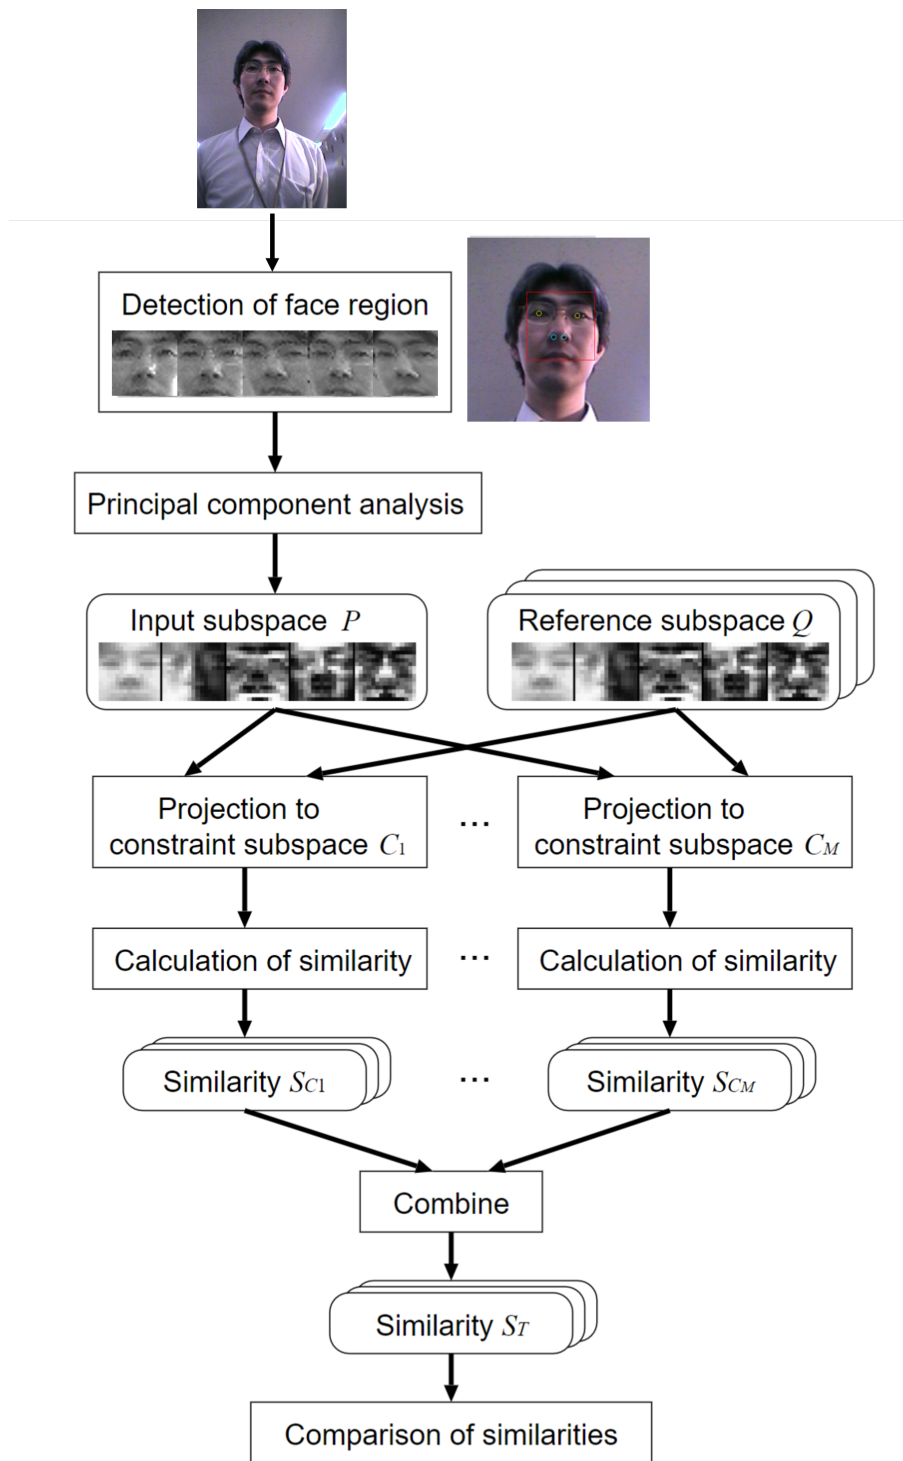 Detection of face region
Principal component analysis
Input subspace P
Reference subspace Q
Projection to
constraint subspace C1
...
Projection to
constraint subspace CM
Calculation of similarity
...
Calculation of similarity
Similarity SC1
...
Similarity SCM
Combine
Similarity ST
Comparison of similarities